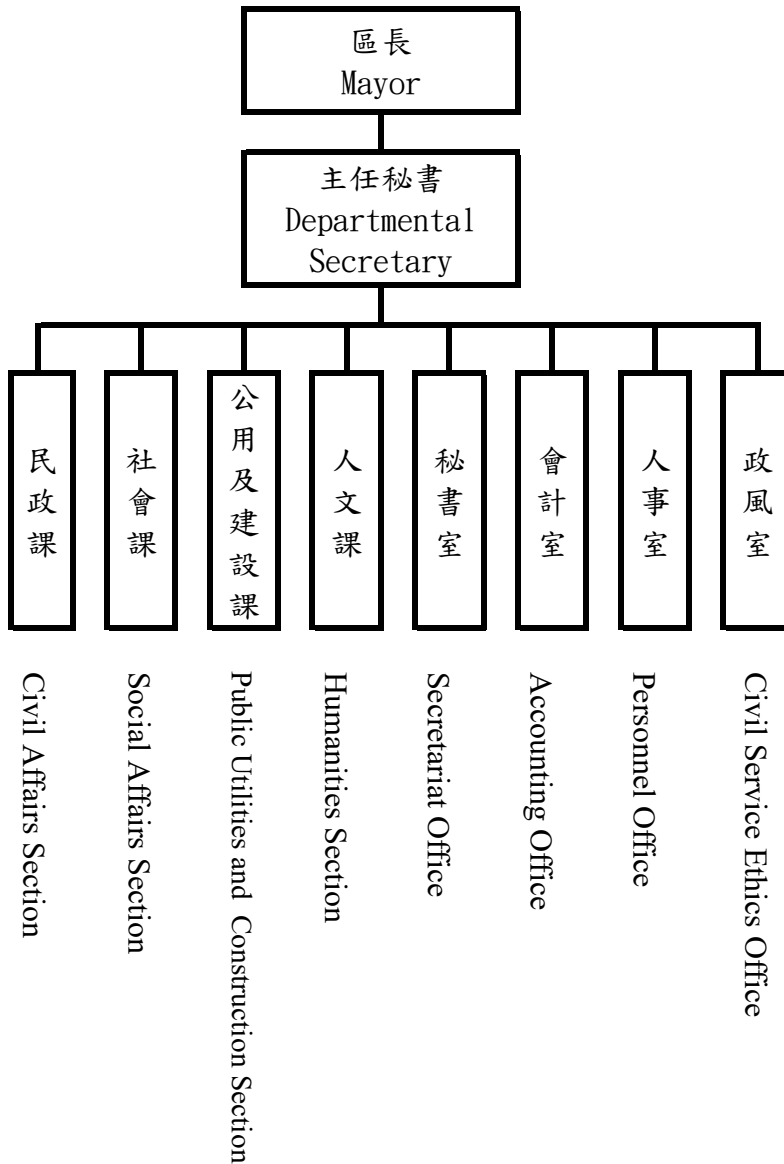 區長
Mayor
主任秘書
Departmental
Secretary
民政課
社會課
公用及建設課
人文課
秘書室
會計室
人事室
政風室
Civil Affairs Section
Social Affairs Section
Public Utilities and Construction Section
Humanities Section
Secretariat Office
Accounting Office
Personnel Office
Civil Service Ethics Office